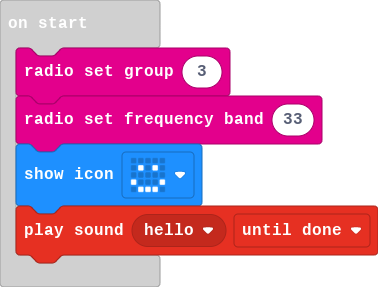 on start
radio set group 3
radio set frequency band 33
show icon
play sound hello until done